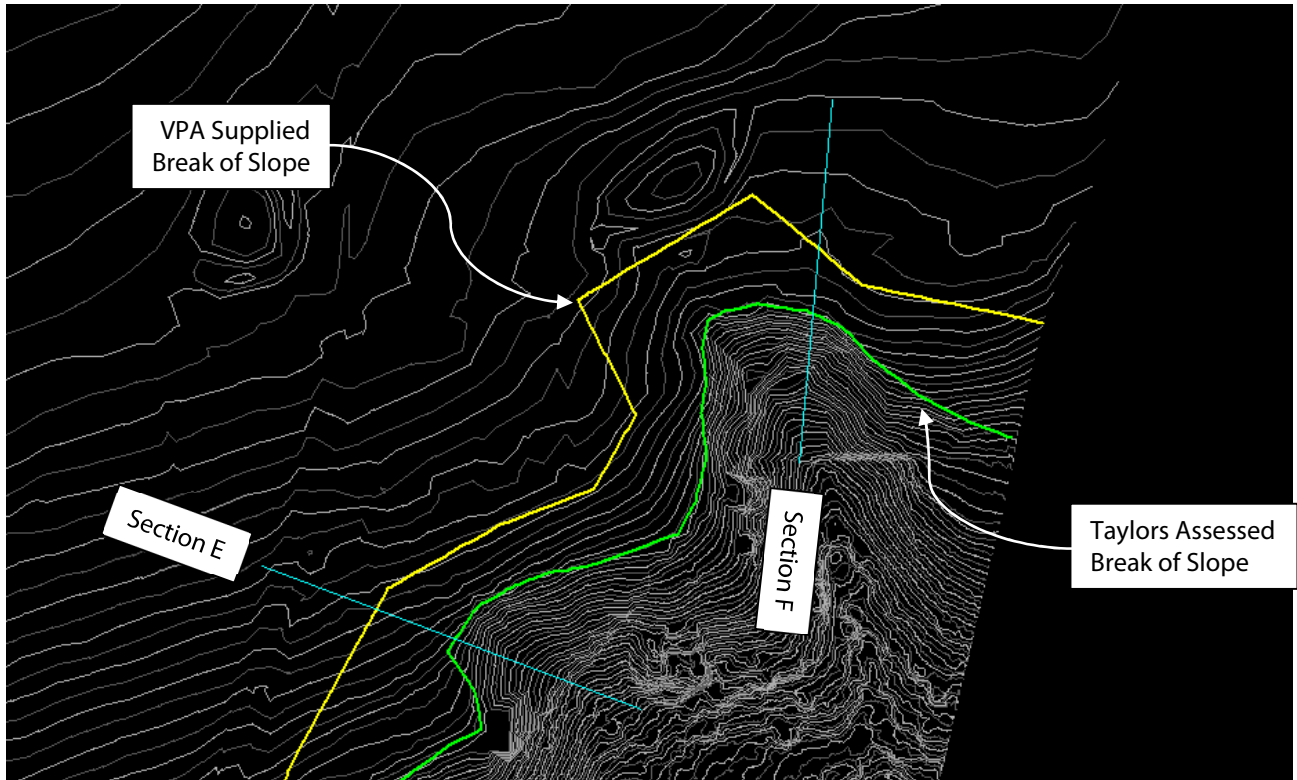 VPA Supplied
Break of Slope
Section E
Section F
Taylors Assessed
Break of Slope